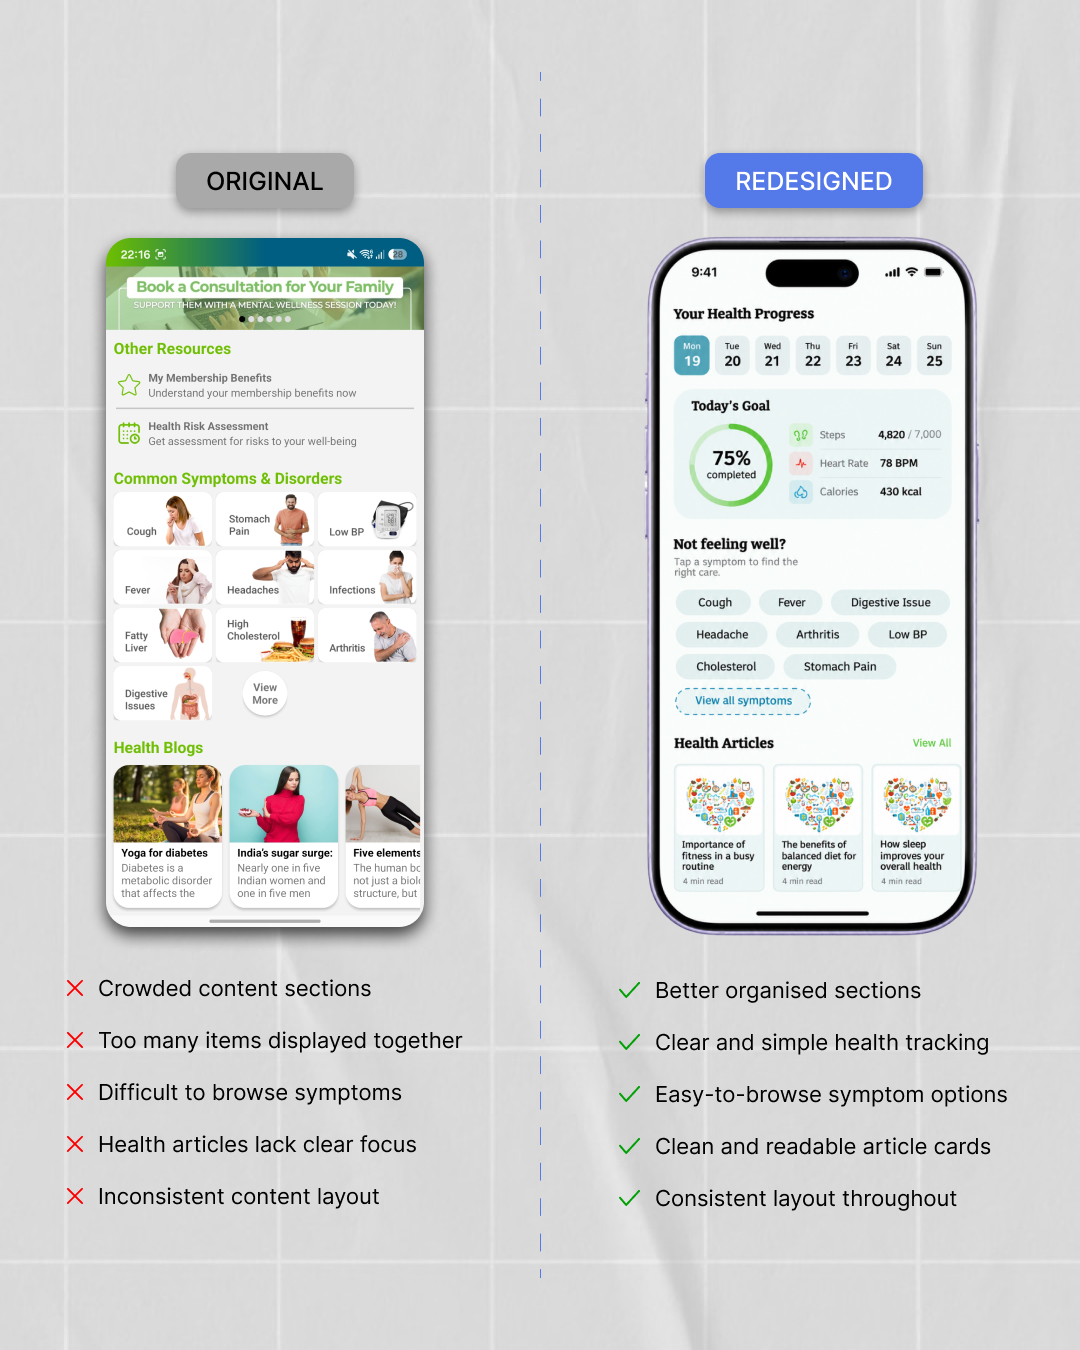 ORIGINAL
22:16
28
Book a Consultation for Your Family
SUPPORT THEM WITH A MENTAL WELLNESS SESSION TODAY!
Other Resources
My Membership Benefits
Understand your membership benefits now
Health Risk Assessment
Get assessment for risks to your well-being
Common Symptoms & Disorders
Cough
Stomach
Pain
Low BP
Fever
Headaches
Infections
Fatty
Liver
High
Cholesterol
Arthritis
Digestive
Issues
View
More
Health Blogs
Yoga for diabetes
Diabetes is a
metabolic disorder
that affects the
India's sugar surge:
Nearly one in five
Indian women and
one in five men
Five elements
The human bo
not just a biolo
structure, but
Crowded content sections
Too many items displayed together
Difficult to browse symptoms
Health articles lack clear focus
Inconsistent content layout
REDESIGNED
9:41
Your Health Progress
Mon
19
Tue
20
Wed
21
Thu
22
Fri
23
Sat
24
Sun
25
Today's Goal
75%
completed
Steps 4,820 / 7,000
Heart Rate 78 BPM
Calories 430 kcal
Not feeling well?
Tap a symptom to find the
right care.
Cough
Fever
Digestive Issue
Headache
Arthritis
Low BP
Cholesterol
Stomach Pain
View all symptoms
Health Articles
View All
Importance of
fitness in a busy
routine
4 min read
The benefits of
balanced diet for
energy
4 min read
How sleep
improves your
overall health
4 min read
Better organised sections
Clear and simple health tracking
Easy-to-browse symptom options
Clean and readable article cards
Consistent layout throughout